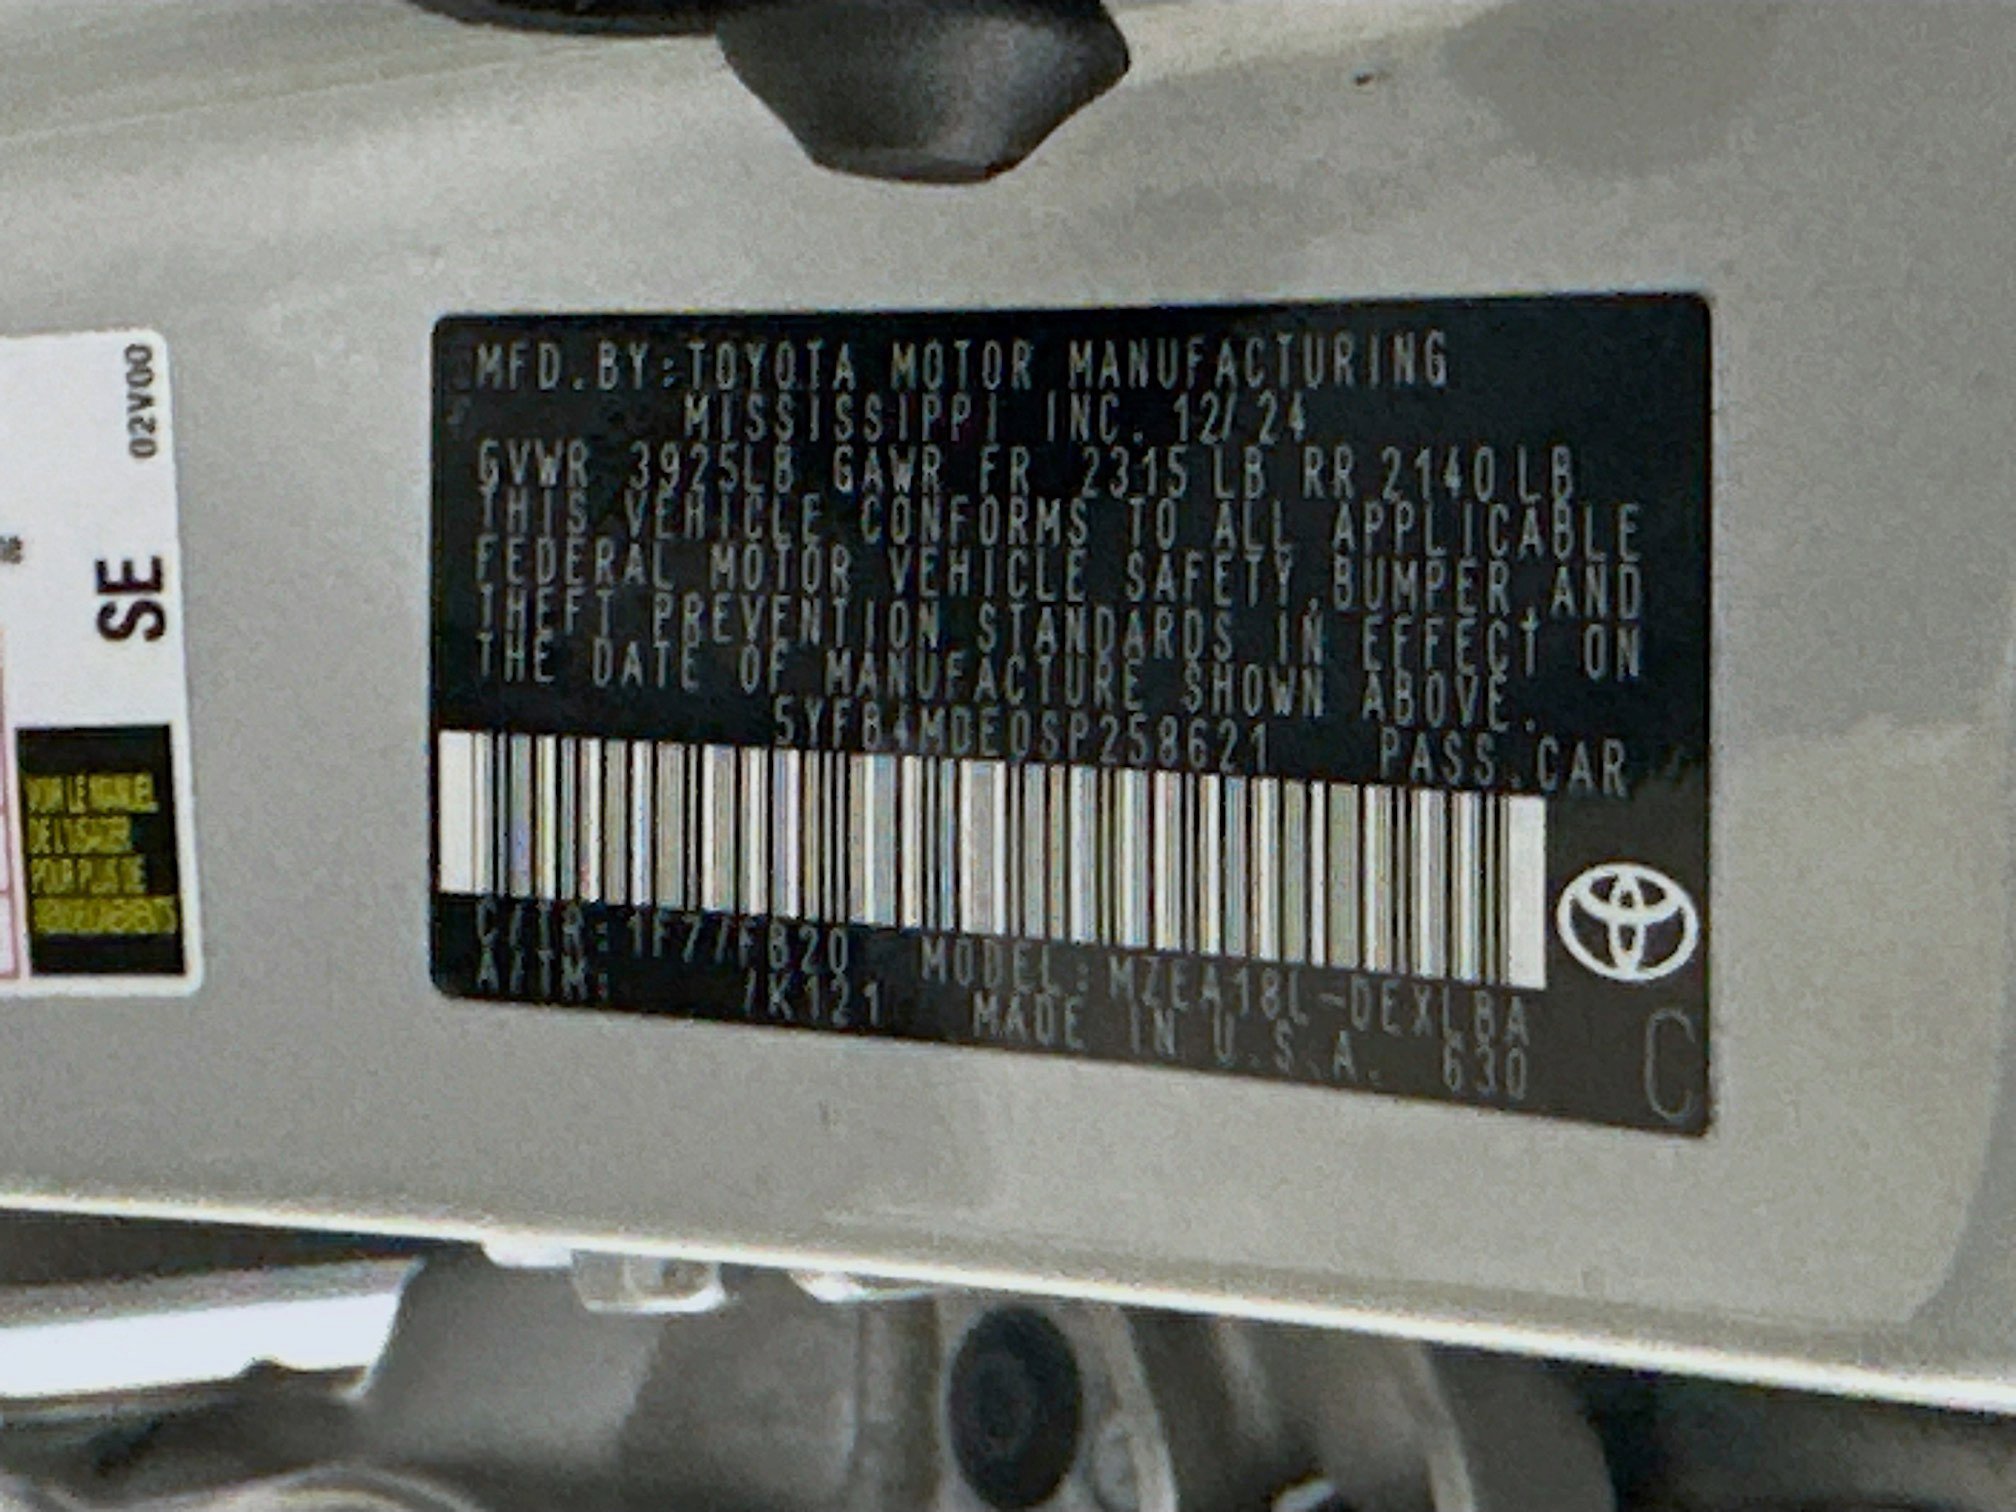 MFD.BY:TOYOTA MOTOR MANUFACTURING
MISSISSIPPI INC. 12/24
GVWR 3925LB GAWR FR 2315LB RR 2140LB
THIS VEHICLE CONFORMS TO ALL APPLICABLE
FEDERAL MOTOR VEHICLE SAFETY,BUMPER,AND
THEFT PREVENTION STANDARDS IN EFFECT ON
THE DATE OF MANUFACTURE SHOWN ABOVE.
5YFB4MDE0SP258621 PASS.CAR
C/TR:1F77/FB20 MODEL:MZEA18L-DEXLBA
A/TM: /K121 MADE IN U.S.A. 630
C
02V00
SE
VOIR LE MANUEL
DE L'USAGER
POUR PLUS DE